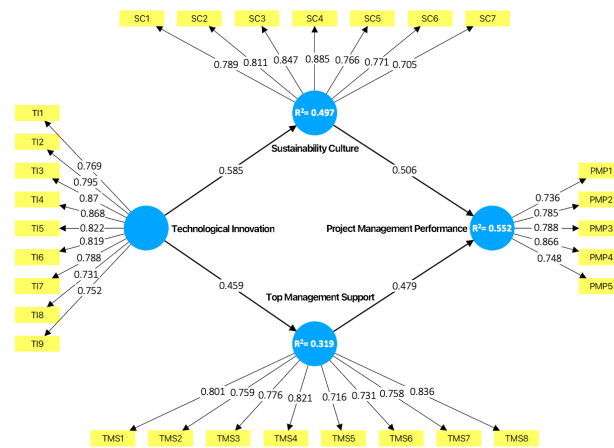 SC1 SC2 SC3 SC4 SC5 SC6 SC7
0.789 0.811 0.847 0.885 0.766 0.771 0.705
R²= 0.497
Sustainability Culture
TI1
TI2
TI3
TI4
TI5
TI6
TI7
TI8
TI9
0.769
0.795
0.87
0.868
0.822
0.819
0.788
0.731
0.752
0.585
0.506
Technological Innovation
Project Management Performance
R²= 0.552
0.736
0.785
0.788
0.866
0.748
PMP1
PMP2
PMP3
PMP4
PMP5
0.459
0.479
Top Management Support
R²= 0.319
0.801 0.759 0.776 0.821 0.716 0.731 0.758 0.836
TMS1 TMS2 TMS3 TMS4 TMS5 TMS6 TMS7 TMS8